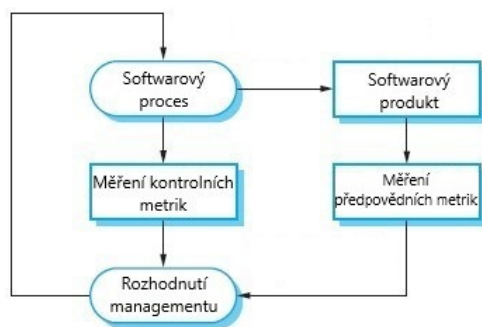 Softwarový
proces
Softwarový
produkt
Měření kontrolních
metrik
Měření
předpovědních metrik
Rozhodnutí
managementu